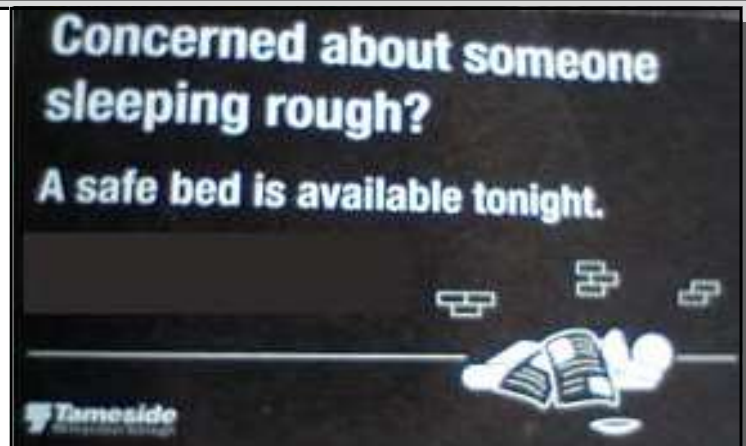 Concerned about someone
sleeping rough?
A safe bed is available tonight.
Tameside